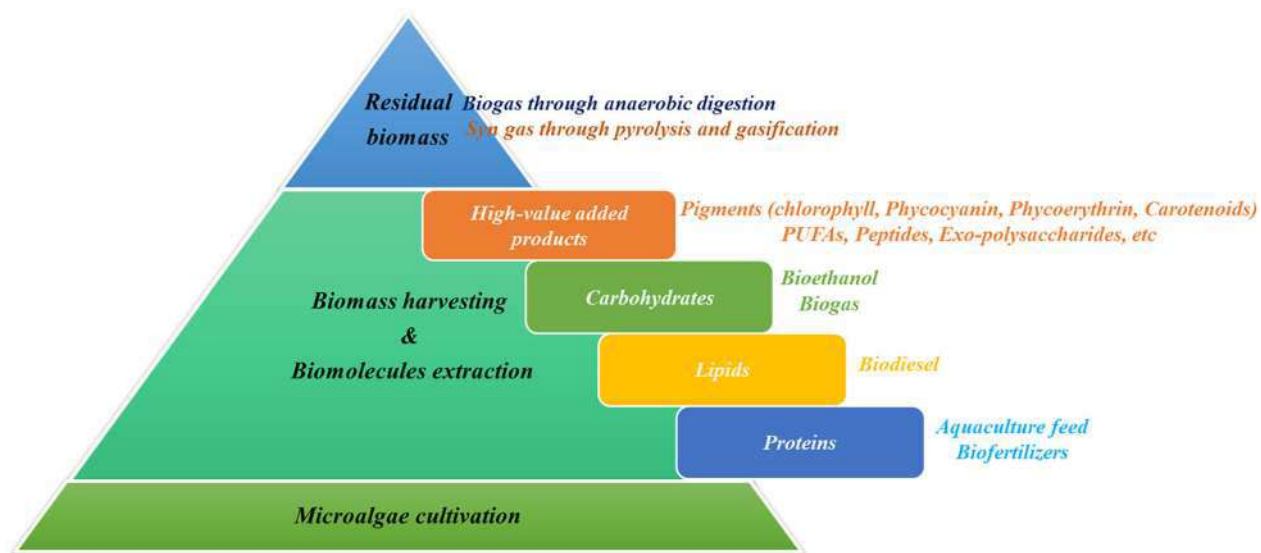 Residual
biomass
Biogas through anaerobic digestion
Syn gas through pyrolysis and gasification
High-value added
products
Pigments (chlorophyll, Phycocyanin, Phycoerythrin, Carotenoids)
PUFAs, Peptides, Exo-polysaccharides, etc
Biomass harvesting
&
Biomolecules extraction
Carbohydrates
Bioethanol
Biogas
Lipids
Biodiesel
Proteins
Aquaculture feed
Biofertilizers
Microalgae cultivation